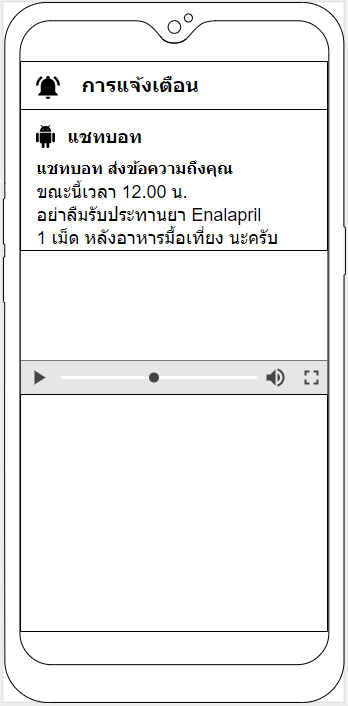 การแจ้งเตือน
แชทบอท
แชทบอท ส่งข้อความถึงคุณ
ขณะนี้เวลา 12.00 น.
อย่าลืมรับประทานยา Enalapril
1 เม็ด หลังอาหารมื้อเที่ยง นะครับ